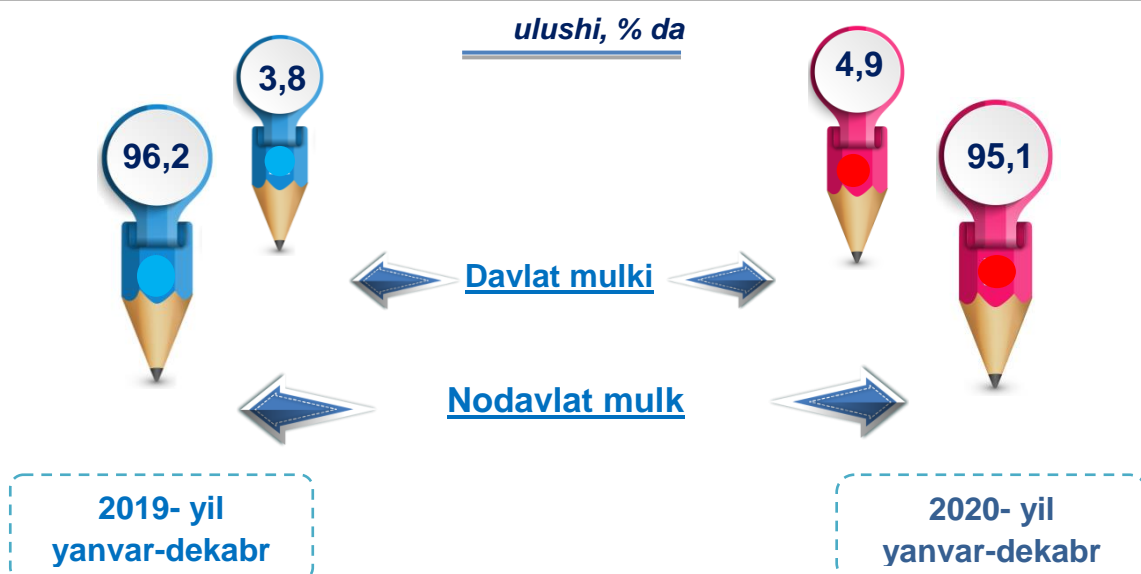 ulushi, % da
3,8
4,9
96,2
95,1
Davlat mulki
Nodavlat mulk
2019- yil
yanvar-dekabr
2020- yil
yanvar-dekabr